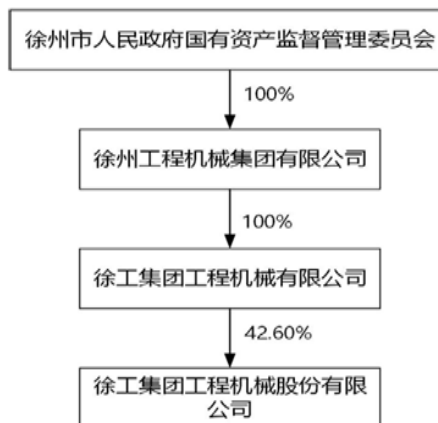 徐州市人民政府国有资产监督管理委员会
100%
徐州工程机械集团有限公司
100%
徐工集团工程机械有限公司
42.60%
徐工集团工程机械股份有限
公司